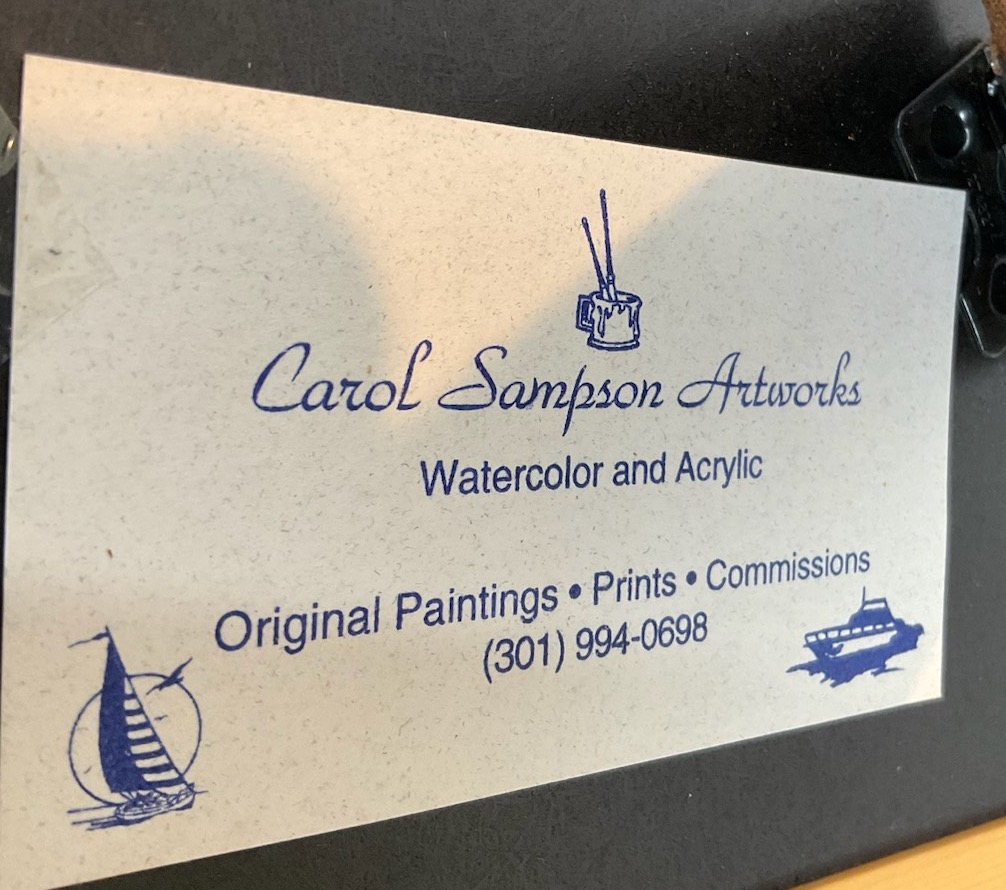 Carol Sampson Artworks
Watercolor and Acrylic
Original Paintings • Prints • Commissions
(301) 994-0698